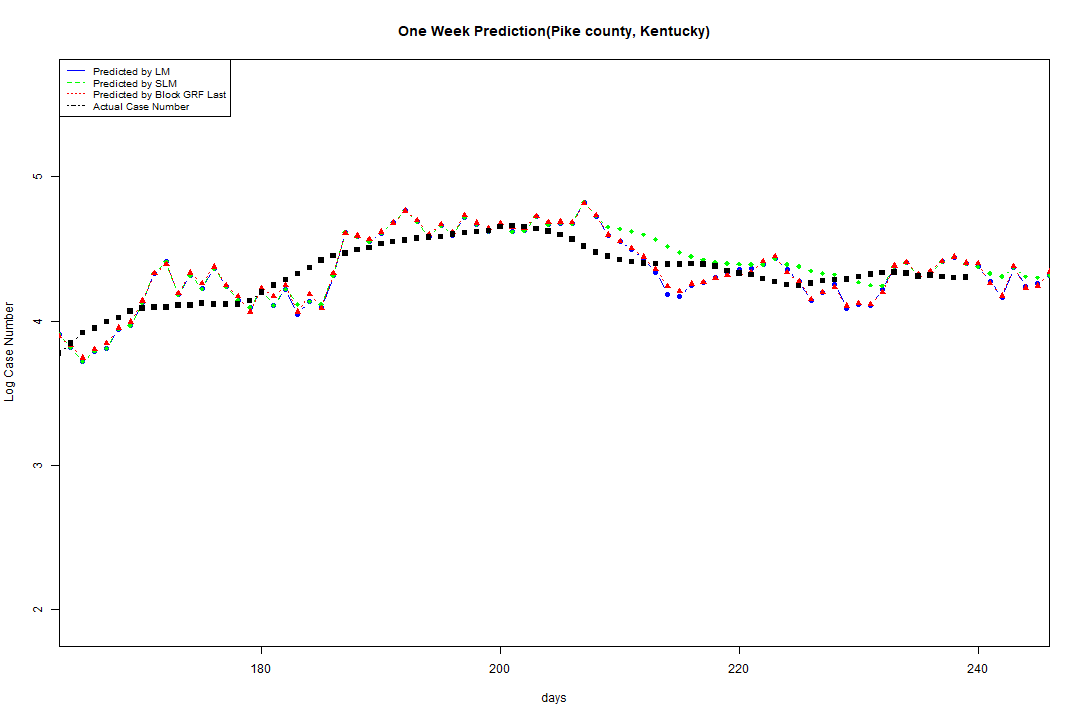 One Week Prediction(Pike county, Kentucky)
Predicted by LM
Predicted by SLM
Predicted by Block GRF Last
Actual Case Number
5
4
3
2
Log Case Number
180 200 220 240
days